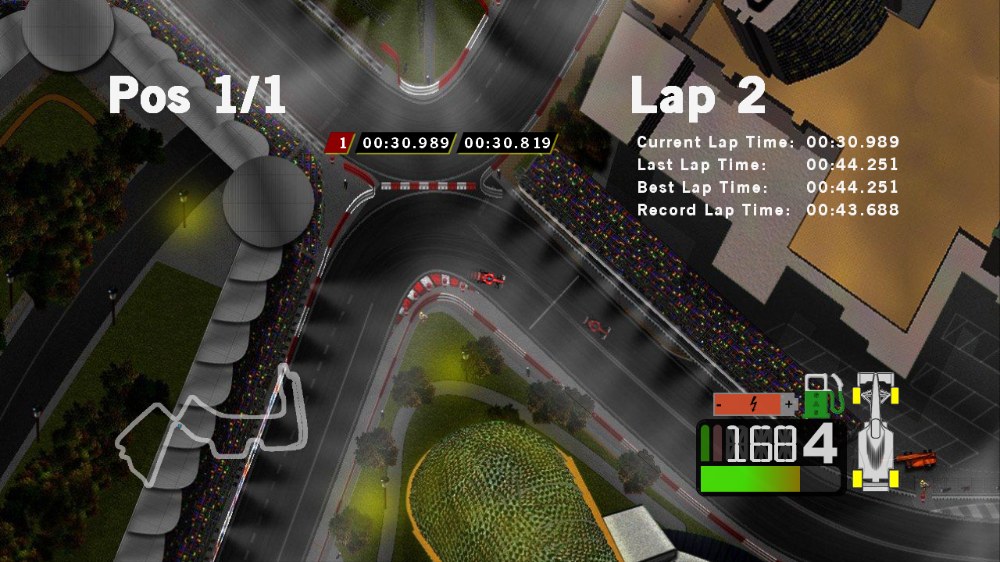 Pos 1/1
Lap 2
1 00:30.989 00:30.819
Current Lap Time: 00:30.989
Last Lap Time: 00:44.251
Best Lap Time: 00:44.251
Record Lap Time: 00:43.688
- +
168 4